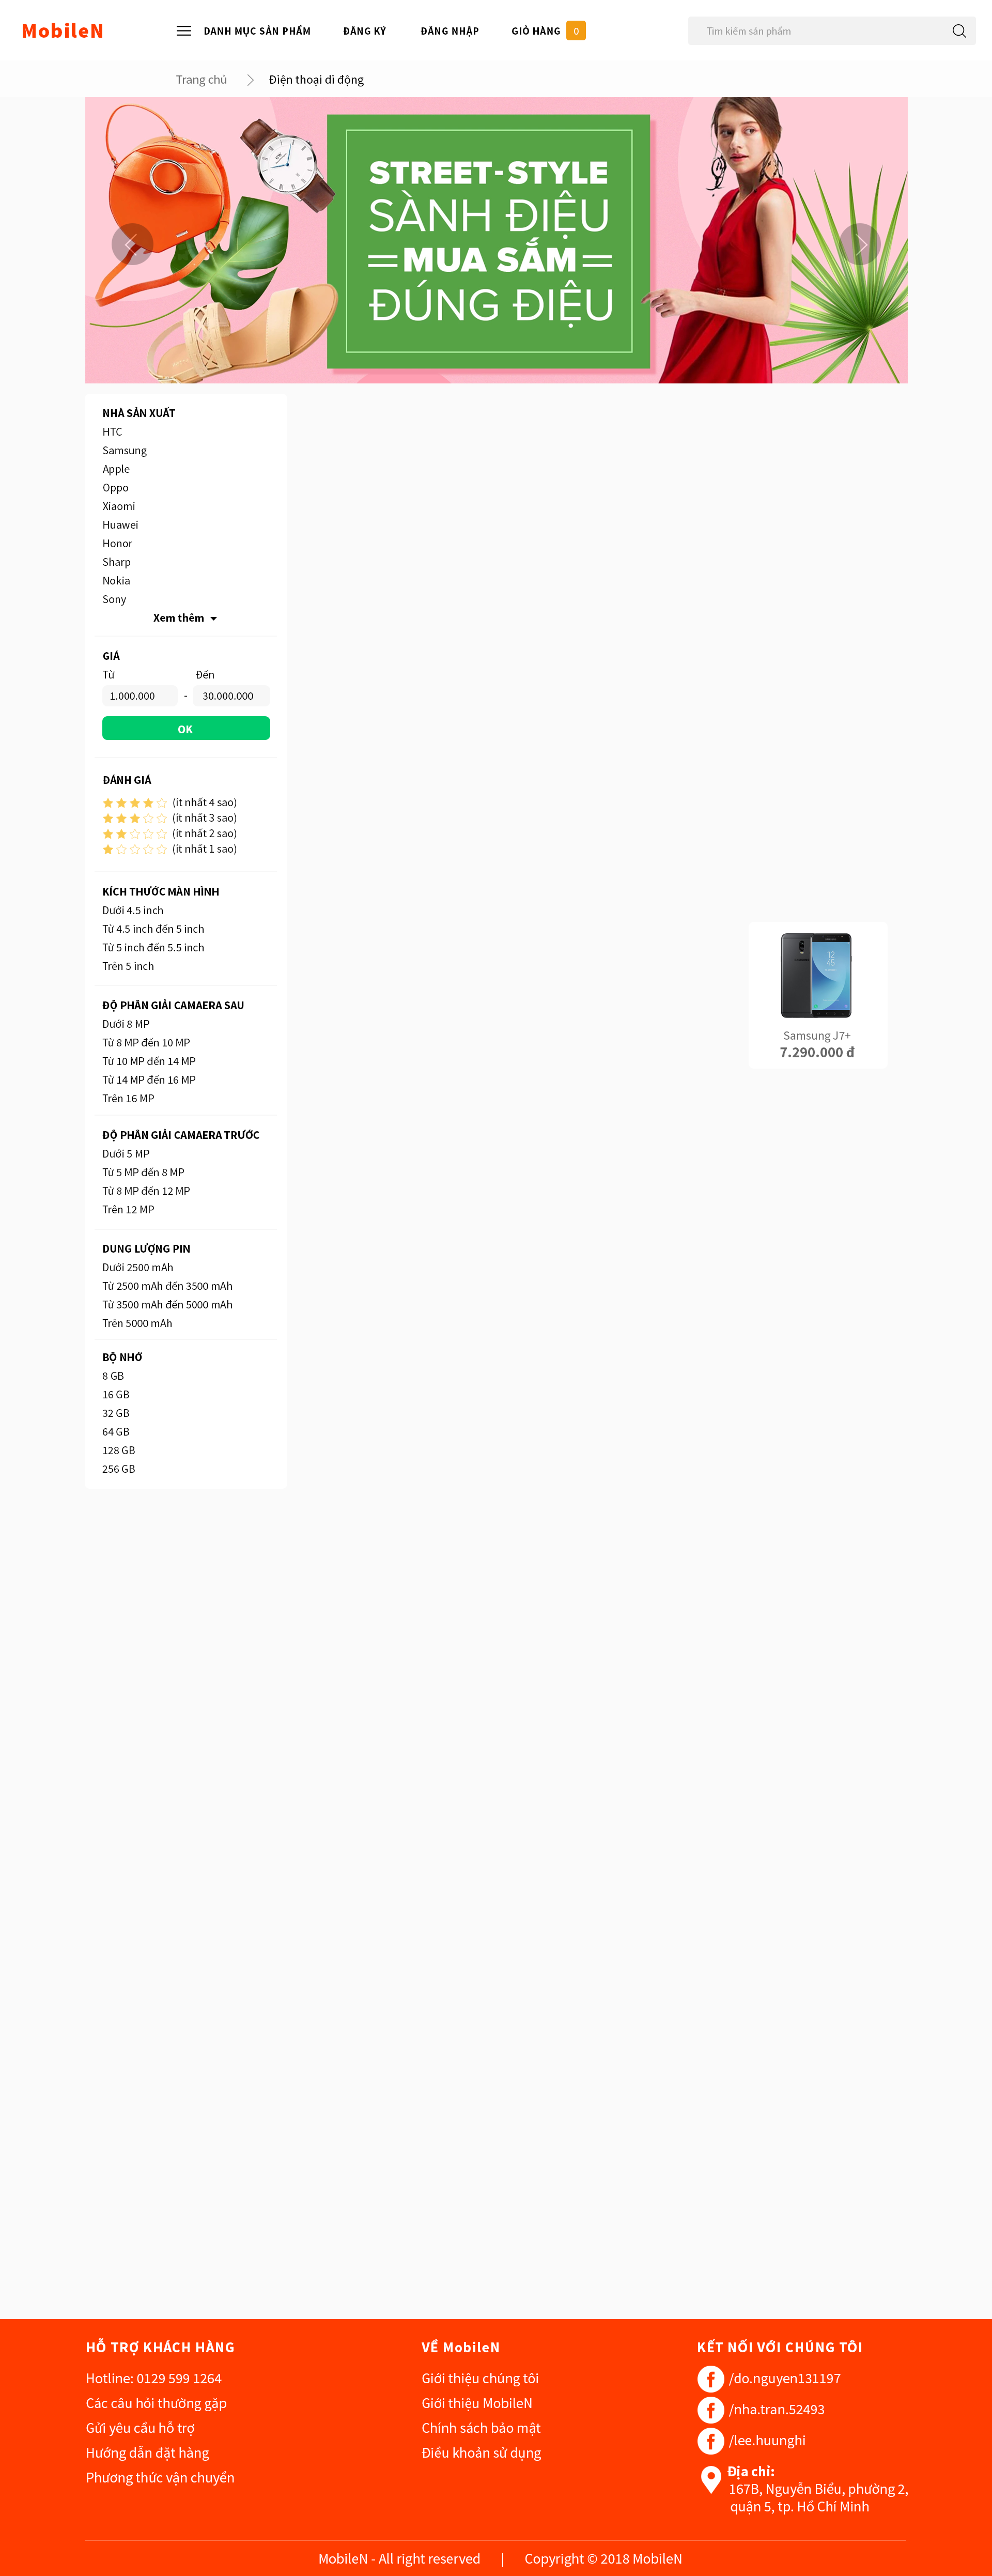 MobileN
DANH MỤC SẢN PHẨM
ĐĂNG KÝ
ĐĂNG NHẬP
GIỎ HÀNG 0
Tìm kiếm sản phẩm
Trang chủ
Điện thoại di động
STREET-STYLE
SÀNH ĐIỆU
MUA SẮM
ĐÚNG ĐIỆU
NHÀ SẢN XUẤT
HTC
Samsung
Apple
Oppo
Xiaomi
Huawei
Honor
Sharp
Nokia
Sony
Xem thêm
GIÁ
Từ Đến
1.000.000 - 30.000.000
OK
ĐÁNH GIÁ
(ít nhất 4 sao)
(ít nhất 3 sao)
(ít nhất 2 sao)
(ít nhất 1 sao)
KÍCH THƯỚC MÀN HÌNH
Dưới 4.5 inch
Từ 4.5 inch đến 5 inch
Từ 5 inch đến 5.5 inch
Trên 5 inch
ĐỘ PHÂN GIẢI CAMAERA SAU
Dưới 8 MP
Từ 8 MP đến 10 MP
Từ 10 MP đến 14 MP
Từ 14 MP đến 16 MP
Trên 16 MP
ĐỘ PHÂN GIẢI CAMAERA TRƯỚC
Dưới 5 MP
Từ 5 MP đến 8 MP
Từ 8 MP đến 12 MP
Trên 12 MP
DUNG LƯỢNG PIN
Dưới 2500 mAh
Từ 2500 mAh đến 3500 mAh
Từ 3500 mAh đến 5000 mAh
Trên 5000 mAh
BỘ NHỚ
8 GB
16 GB
32 GB
64 GB
128 GB
256 GB
Samsung J7+
7.290.000 đ
HỖ TRỢ KHÁCH HÀNG
Hotline: 0129 599 1264
Các câu hỏi thường gặp
Gửi yêu cầu hỗ trợ
Hướng dẫn đặt hàng
Phương thức vận chuyển
VỀ MobileN
Giới thiệu chúng tôi
Giới thiệu MobileN
Chính sách bảo mật
Điều khoản sử dụng
KẾT NỐI VỚI CHÚNG TÔI
/do.nguyen131197
/nha.tran.52493
/lee.huunghi
Địa chỉ:
167B, Nguyễn Biểu, phường 2,
quận 5, tp. Hồ Chí Minh
MobileN - All right reserved | Copyright © 2018 MobileN